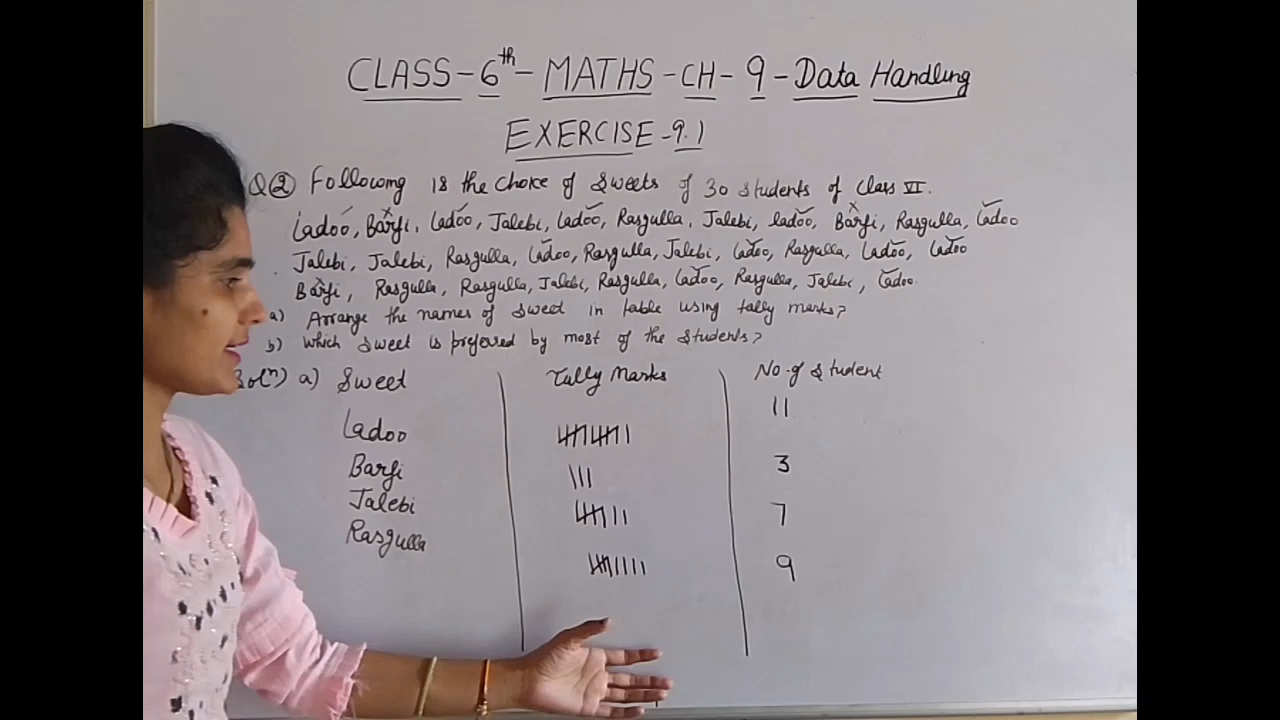 CLASS-6th-MATHS-CH-9-Data Handling
EXERCISE-9.1
Q② Following is the choice of sweets of 30 students of Class VI.
Ladoo, Barfi, Ladoo, Jalebi, Ladoo, Rasgulla, Jalebi, ladoo, Barfi, Rasgulla, Ladoo
Jalebi, Jalebi, Rasgulla, Ladoo, Rasgulla, Jalebi, Ladoo, Rasgulla, Ladoo, Ladoo
Barfi, Rasgulla, Rasgulla, Jalebi, Rasgulla, Ladoo, Rasgulla, Jalebi, Ladoo.
a) Arrange the names of sweed in table using tally marks?
b) Which sweet is preferred by most of the students?
Sol(n) a) Sweet Tally Marks No. of student
Ladoo 11
Barfi 3
Jalebi 7
Rasgulla 9